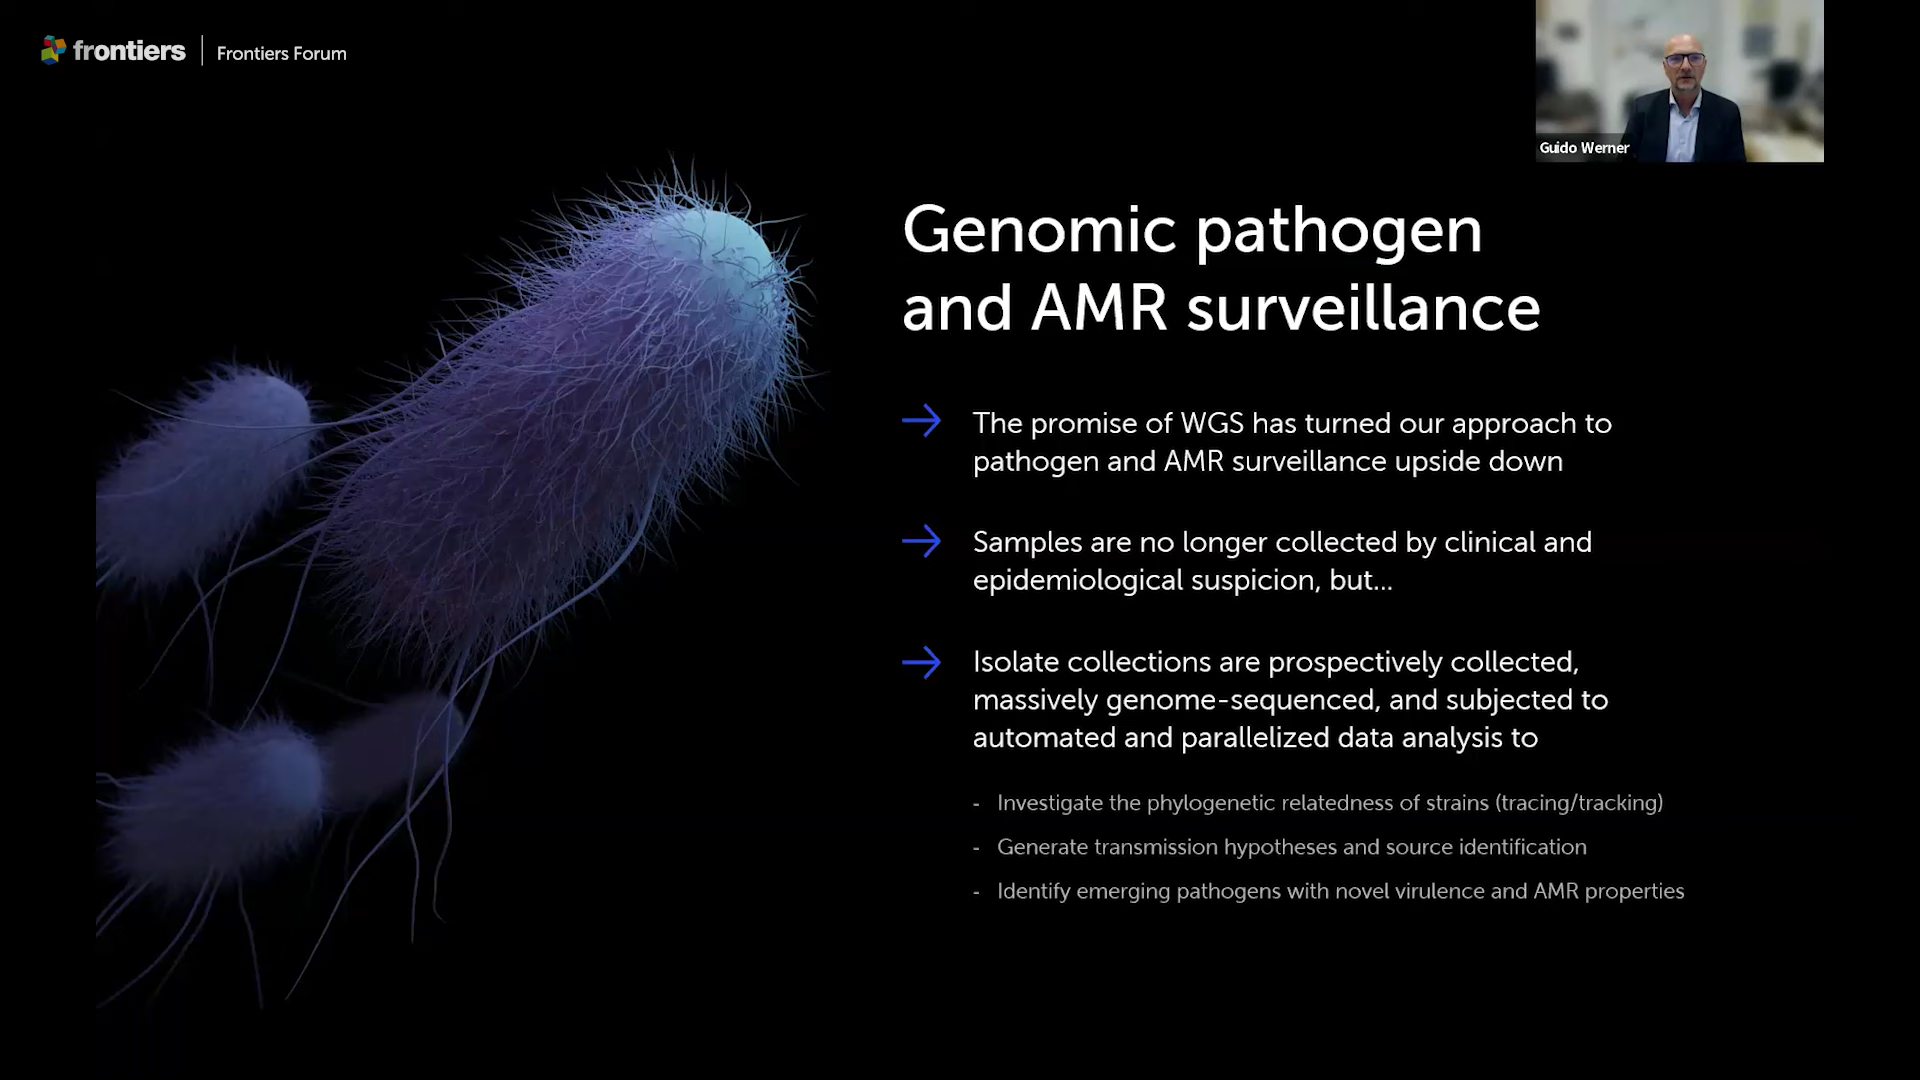 frontiers
Frontiers Forum
Guido Werner
Genomic pathogen
and AMR surveillance
The promise of WGS has turned our approach to
pathogen and AMR surveillance upside down
Samples are no longer collected by clinical and
epidemiological suspicion, but...
Isolate collections are prospectively collected,
massively genome-sequenced, and subjected to
automated and parallelized data analysis to
- Investigate the phylogenetic relatedness of strains (tracing/tracking)
- Generate transmission hypotheses and source identification
- Identify emerging pathogens with novel virulence and AMR properties